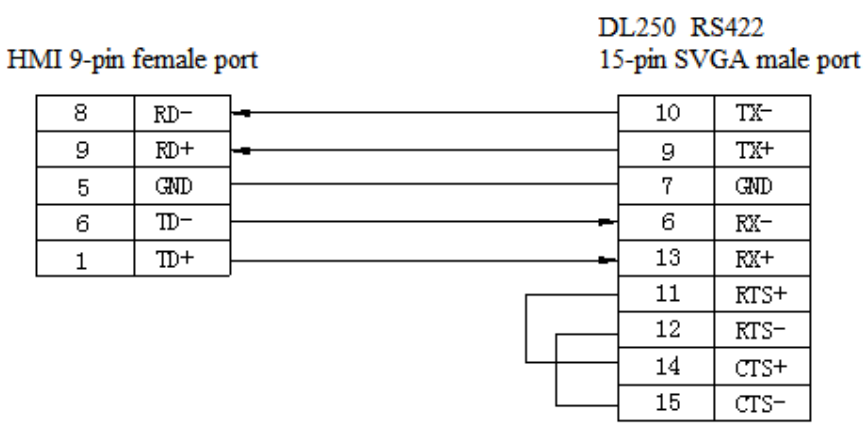 DL250 RS422
HMI 9-pin female port 15-pin SVGA male port
8 RD- 10 TX-
9 RD+ 9 TX+
5 GND 7 GND
6 TD- 6 RX-
1 TD+ 13 RX+
11 RTS+
12 RTS-
14 CTS+
15 CTS-